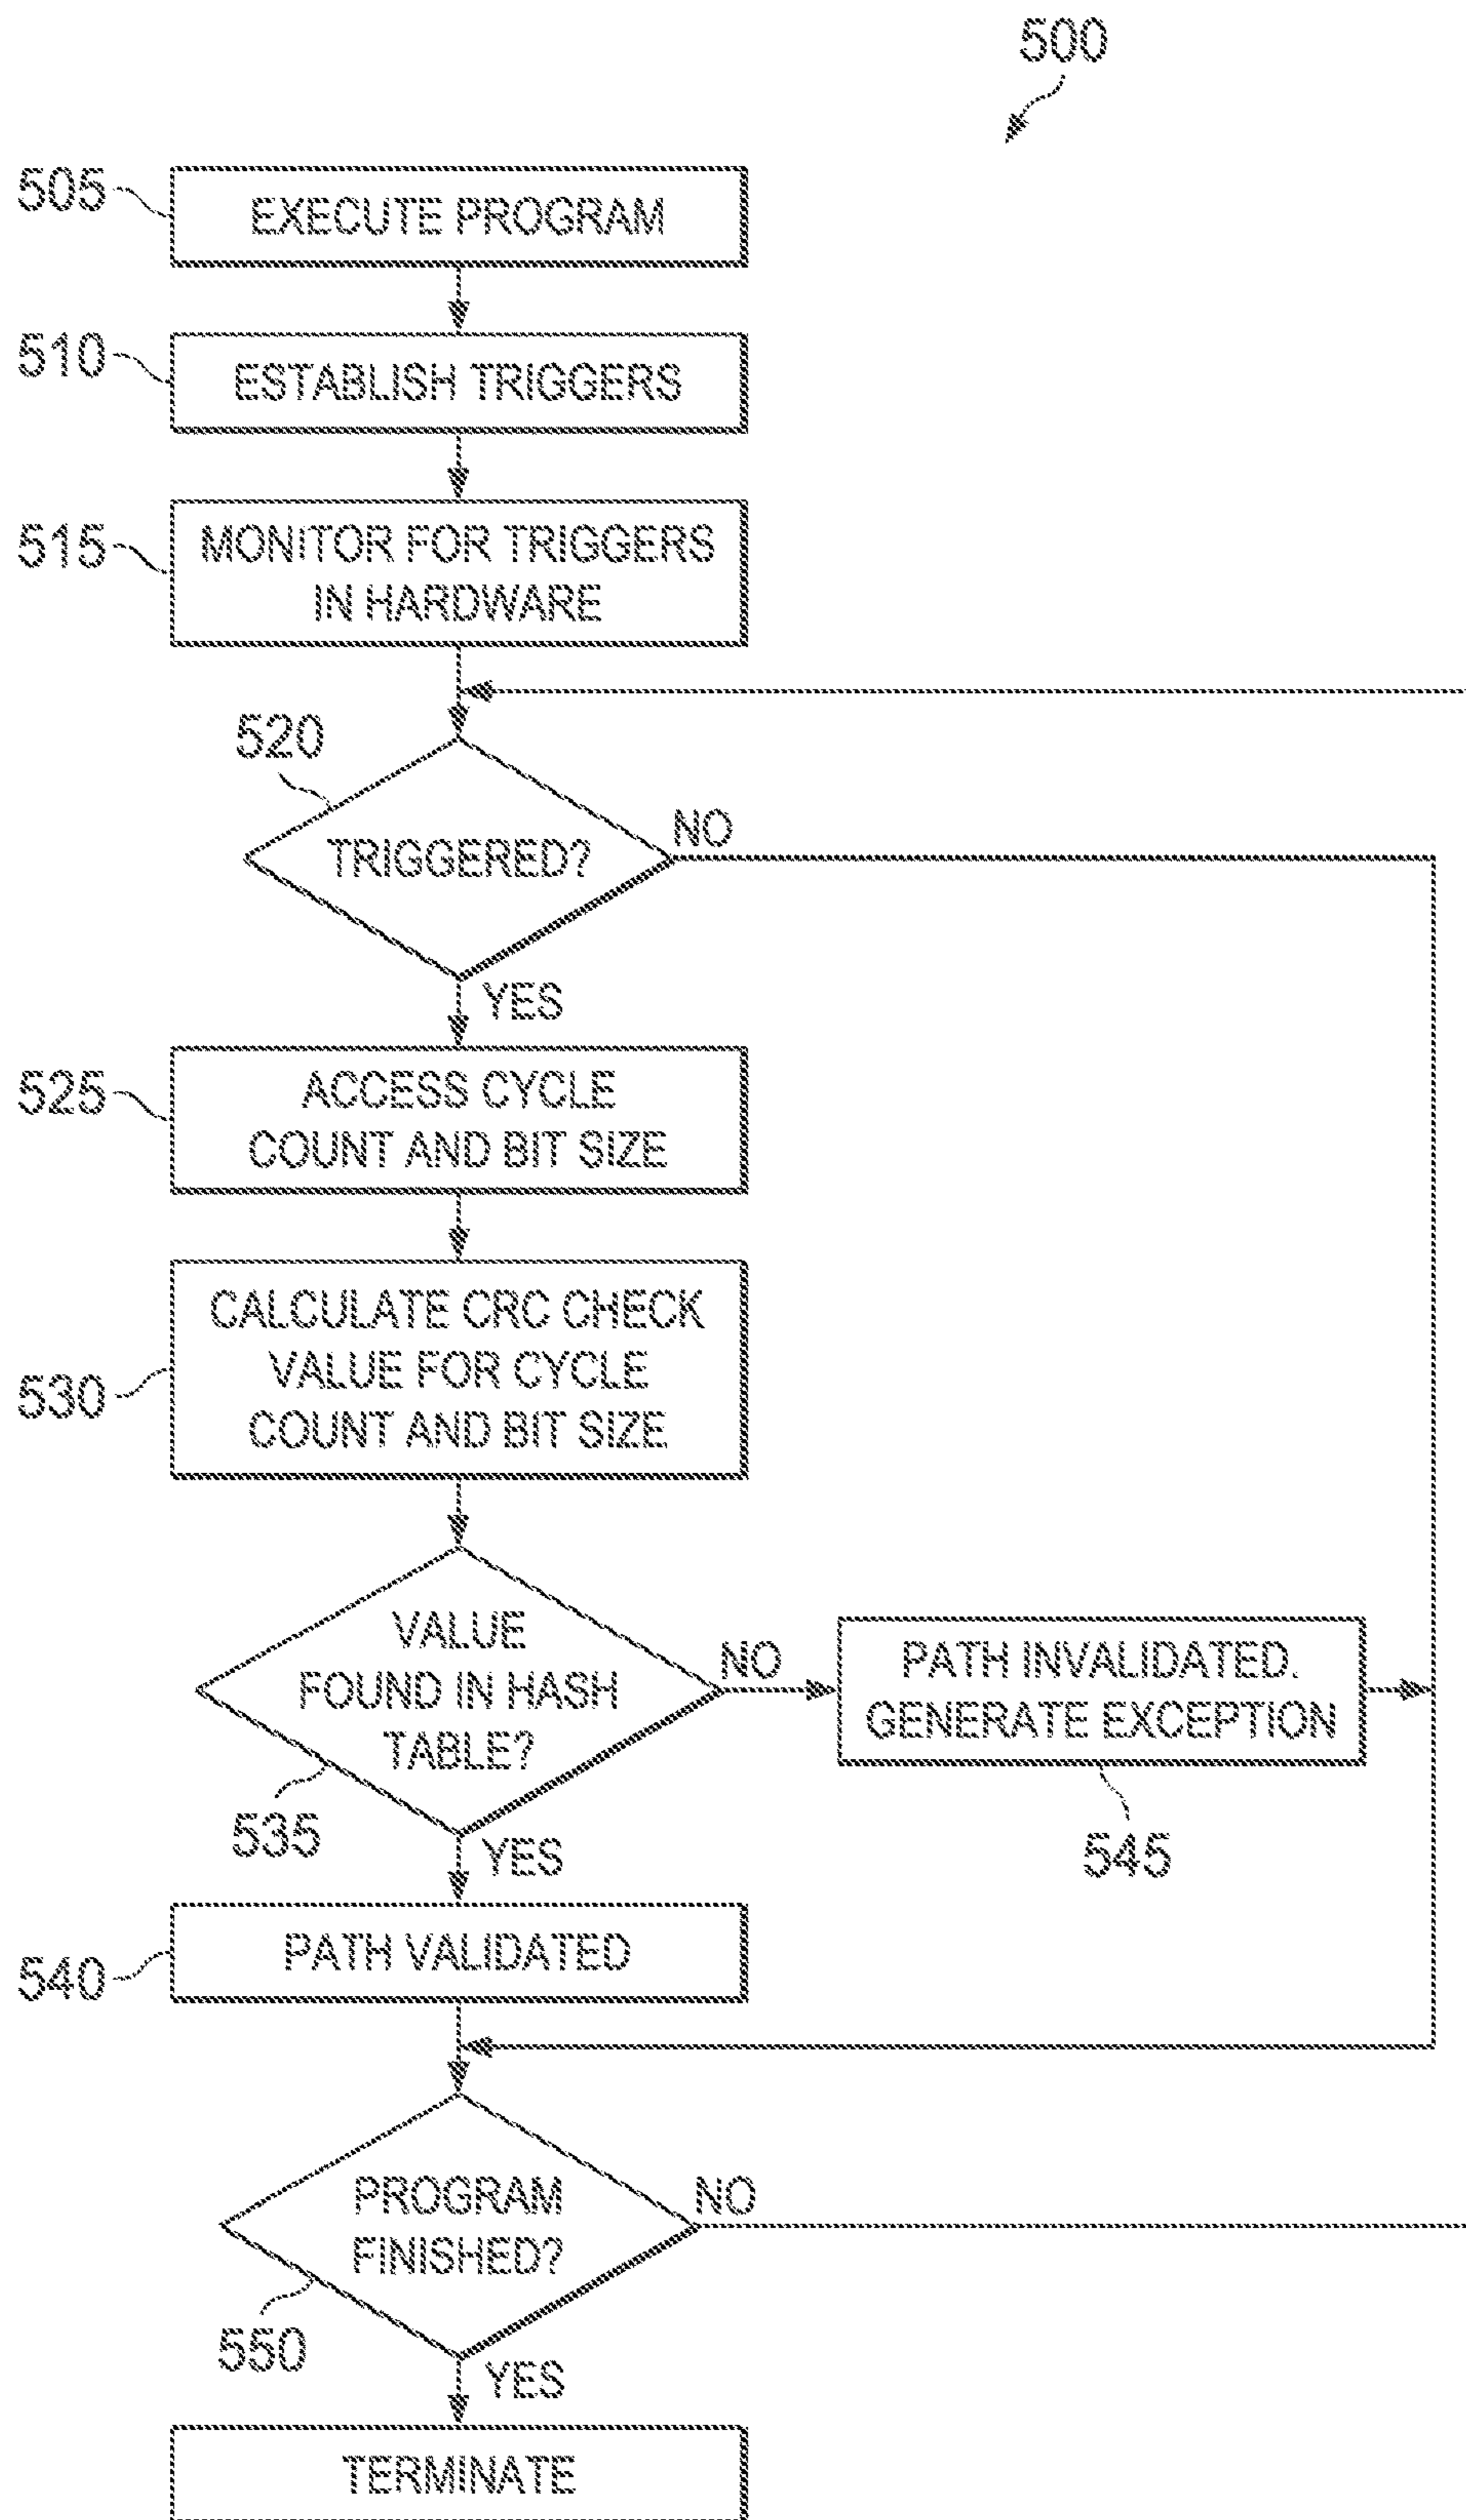 500
505
EXECUTE PROGRAM
510
ESTABLISH TRIGGERS
515
MONITOR FOR TRIGGERS
IN HARDWARE
520
TRIGGERED?
NO
YES
525
ACCESS CYCLE
COUNT AND BIT SIZE
530
CALCULATE CRC CHECK
VALUE FOR CYCLE
COUNT AND BIT SIZE
VALUE
FOUND IN HASH
TABLE?
535
NO
PATH INVALIDATED.
GENERATE EXCEPTION
545
YES
540
PATH VALIDATED
PROGRAM
FINISHED?
NO
550
YES
TERMINATE